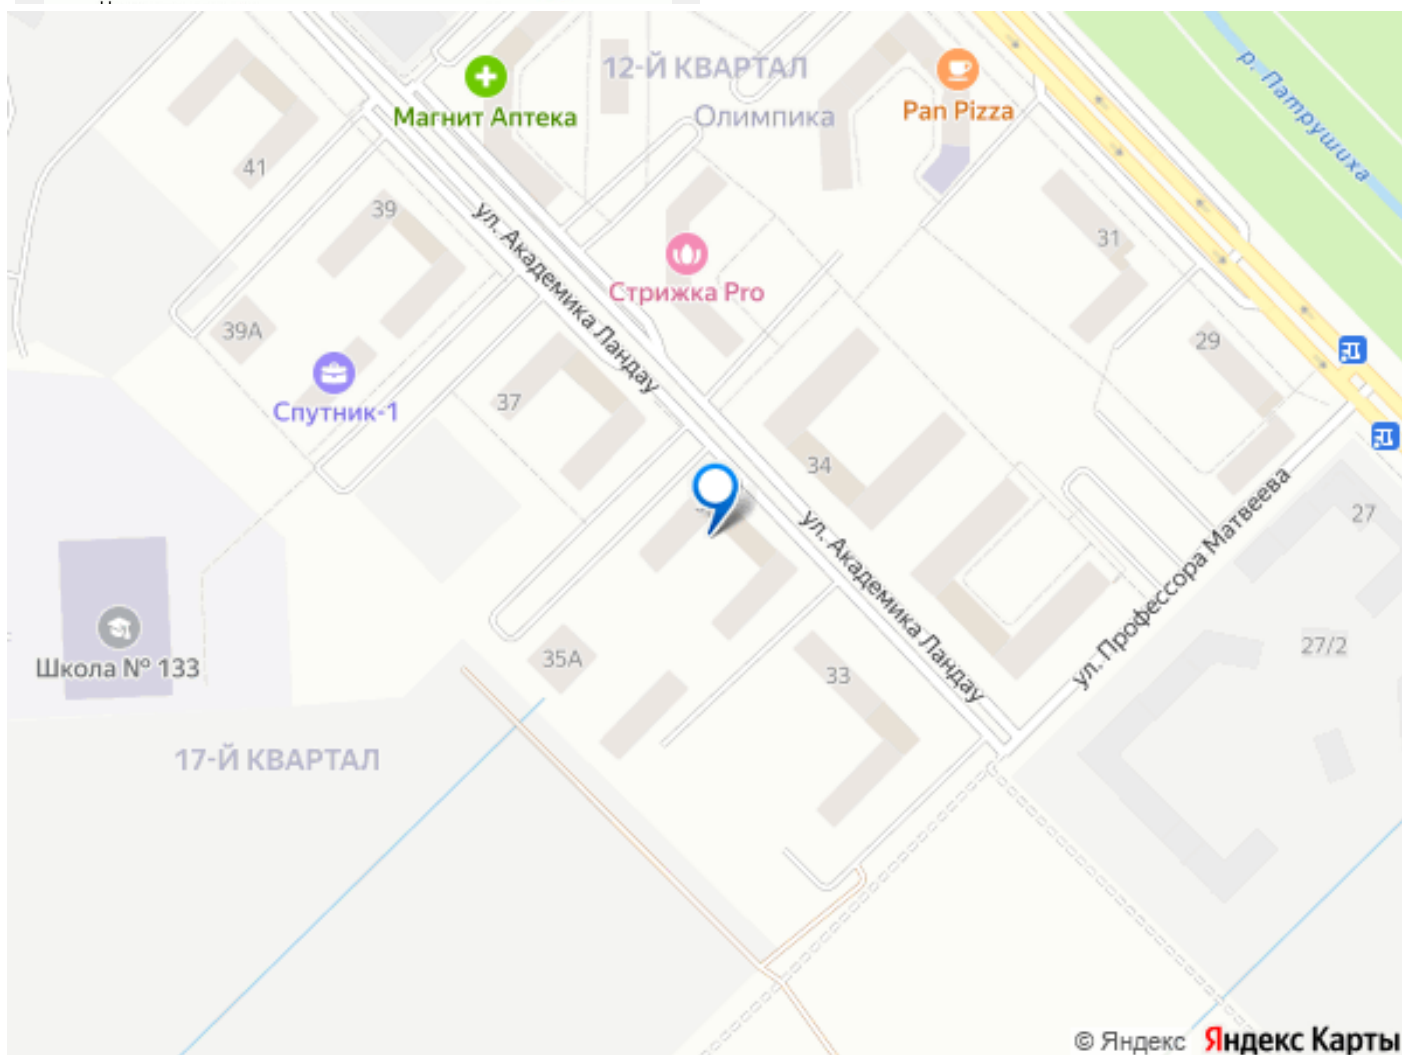 12-Й КВАРТАЛ
р. Патрушиха
Pan Pizza
Магнит Аптека
Олимпика
41
39
ул. Академика Ландау
31
Стрижка Pro
39А
29
Спутник-1
37
34
27
ул. Академика Ландау
ул. Профессора Матвеева
Школа № 133
35А
33
27/2
17-Й КВАРТАЛ
© Яндекс Яндекс Карты